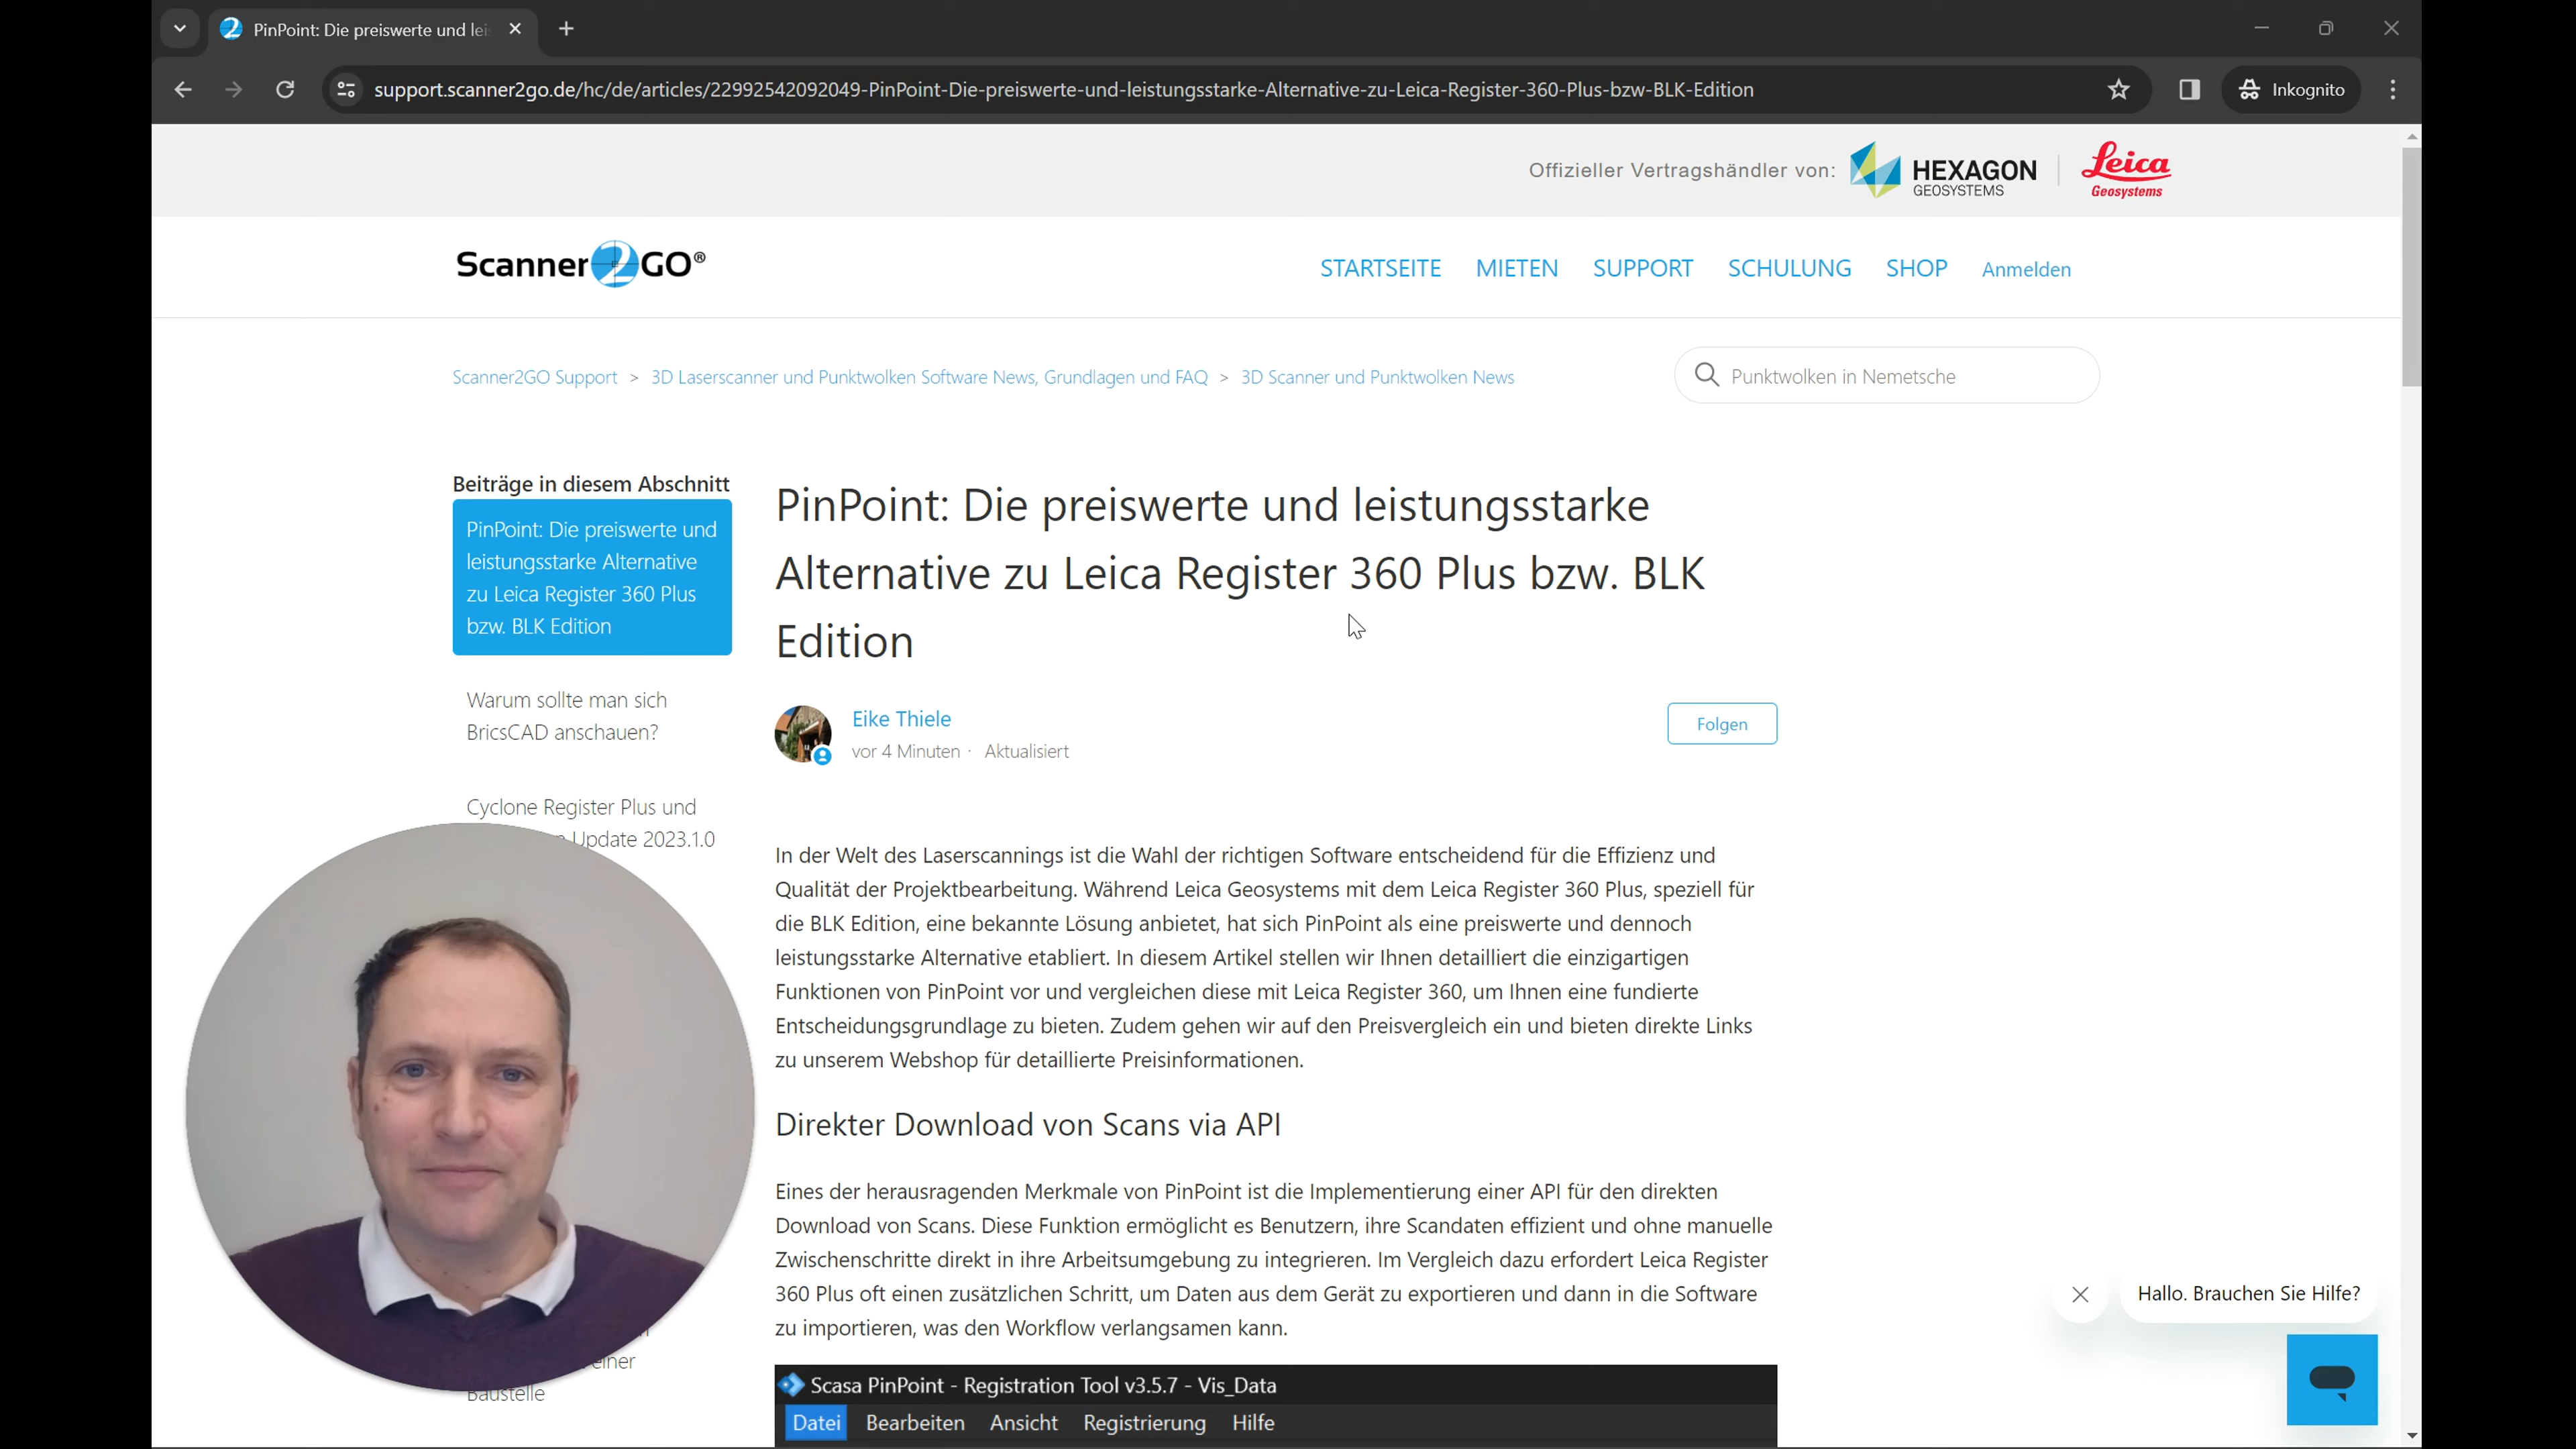 PinPoint: Die preiswerte und lei
support.scanner2go.de/hc/de/articles/22992542092049-PinPoint-Die-preiswerte-und-leistungsstarke-Alternative-zu-Leica-Register-360-Plus-bzw-BLK-Edition
Inkognito
Offizieller Vertragshändler von:
HEXAGON
GEOSYSTEMS
Leica
Geosystems
Scanner2GO®
STARTSEITE MIETEN SUPPORT SCHULUNG SHOP Anmelden
Scanner2GO Support > 3D Laserscanner und Punktwolken Software News, Grundlagen und FAQ > 3D Scanner und Punktwolken News
Punktwolken in Nemetsche
Beiträge in diesem Abschnitt
PinPoint: Die preiswerte und
leistungsstarke Alternative
zu Leica Register 360 Plus
bzw. BLK Edition
Warum sollte man sich
BricsCAD anschauen?
Cyclone Register Plus und
Update 2023.1.0
einer
Baustelle
PinPoint: Die preiswerte und leistungsstarke
Alternative zu Leica Register 360 Plus bzw. BLK
Edition
Eike Thiele
vor 4 Minuten · Aktualisiert
Folgen
In der Welt des Laserscannings ist die Wahl der richtigen Software entscheidend für die Effizienz und
Qualität der Projektbearbeitung. Während Leica Geosystems mit dem Leica Register 360 Plus, speziell für
die BLK Edition, eine bekannte Lösung anbietet, hat sich PinPoint als eine preiswerte und dennoch
leistungsstarke Alternative etabliert. In diesem Artikel stellen wir Ihnen detailliert die einzigartigen
Funktionen von PinPoint vor und vergleichen diese mit Leica Register 360, um Ihnen eine fundierte
Entscheidungsgrundlage zu bieten. Zudem gehen wir auf den Preisvergleich ein und bieten direkte Links
zu unserem Webshop für detaillierte Preisinformationen.
Direkter Download von Scans via API
Eines der herausragenden Merkmale von PinPoint ist die Implementierung einer API für den direkten
Download von Scans. Diese Funktion ermöglicht es Benutzern, ihre Scandaten effizient und ohne manuelle
Zwischenschritte direkt in ihre Arbeitsumgebung zu integrieren. Im Vergleich dazu erfordert Leica Register
360 Plus oft einen zusätzlichen Schritt, um Daten aus dem Gerät zu exportieren und dann in die Software
zu importieren, was den Workflow verlangsamen kann.
Scasa PinPoint - Registration Tool v3.5.7 - Vis_Data
Datei Bearbeiten Ansicht Registrierung Hilfe
Hallo. Brauchen Sie Hilfe?